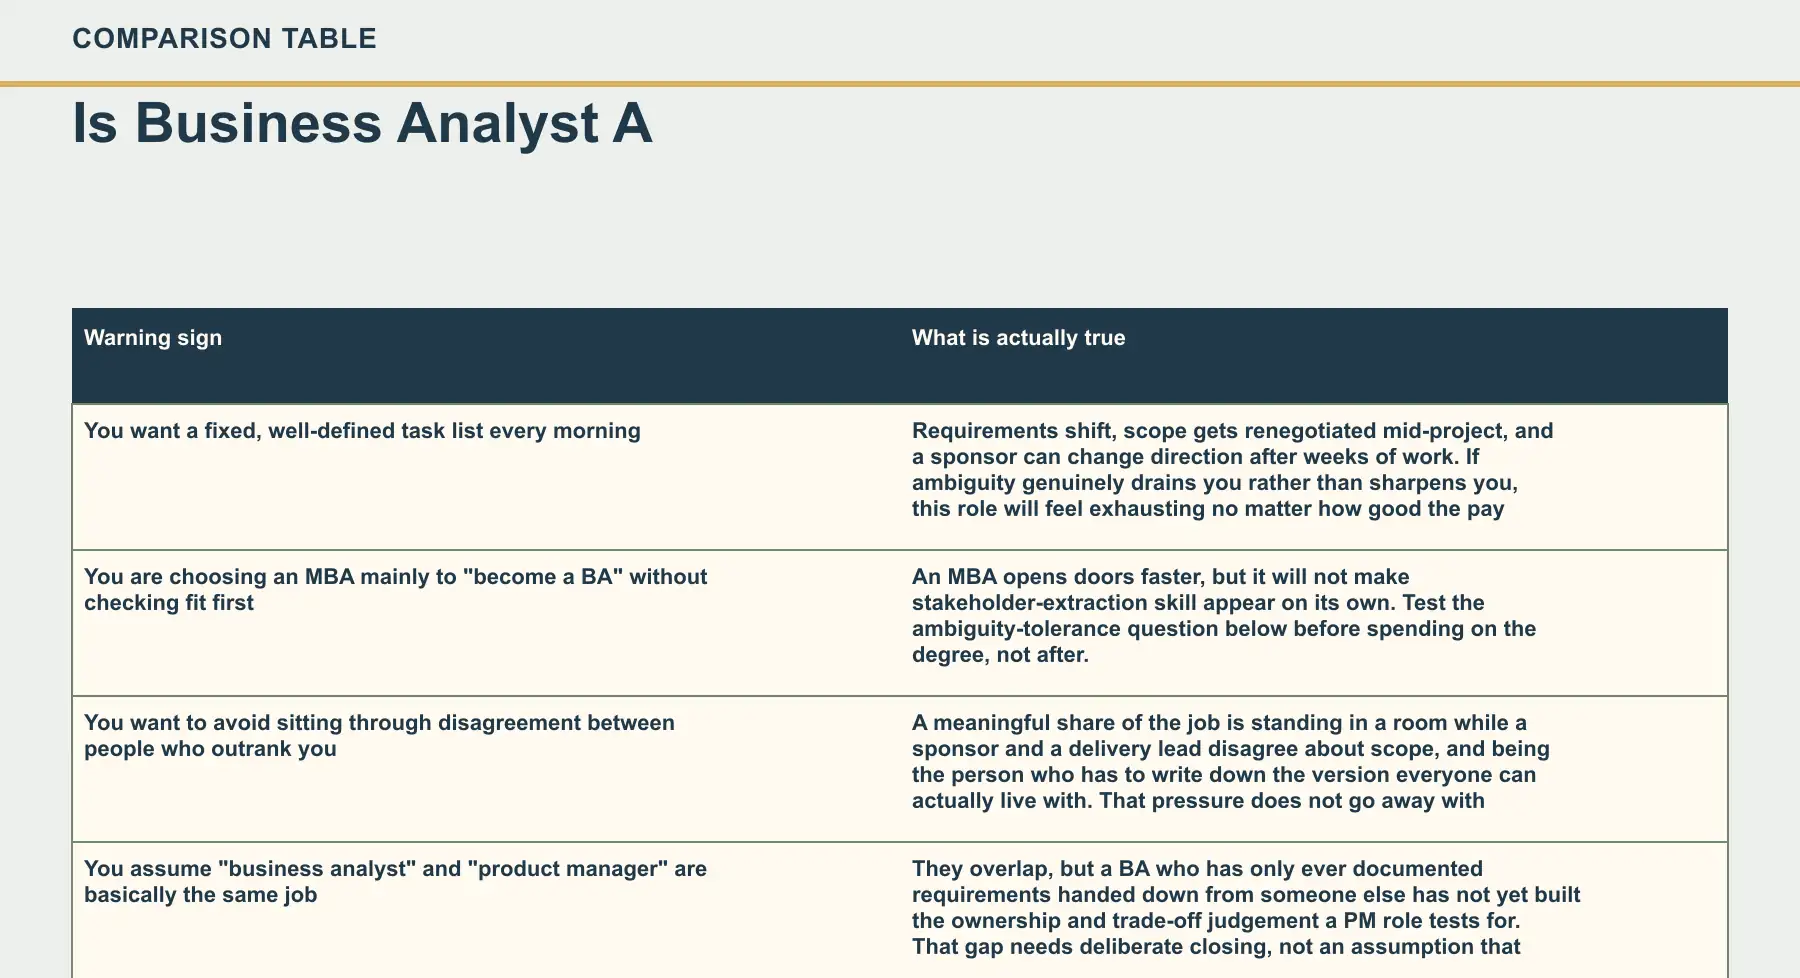 COMPARISON TABLE
Is Business Analyst A
Warning sign
What is actually true
You want a fixed, well-defined task list every morning
Requirements shift, scope gets renegotiated mid-project, and
a sponsor can change direction after weeks of work. If
ambiguity genuinely drains you rather than sharpens you,
this role will feel exhausting no matter how good the pay
You are choosing an MBA mainly to "become a BA" without
checking fit first
An MBA opens doors faster, but it will not make
stakeholder-extraction skill appear on its own. Test the
ambiguity-tolerance question below before spending on the
degree, not after.
You want to avoid sitting through disagreement between
people who outrank you
A meaningful share of the job is standing in a room while a
sponsor and a delivery lead disagree about scope, and being
the person who has to write down the version everyone can
actually live with. That pressure does not go away with
You assume "business analyst" and "product manager" are
basically the same job
They overlap, but a BA who has only ever documented
requirements handed down from someone else has not yet built
the ownership and trade-off judgement a PM role tests for.
That gap needs deliberate closing, not an assumption that